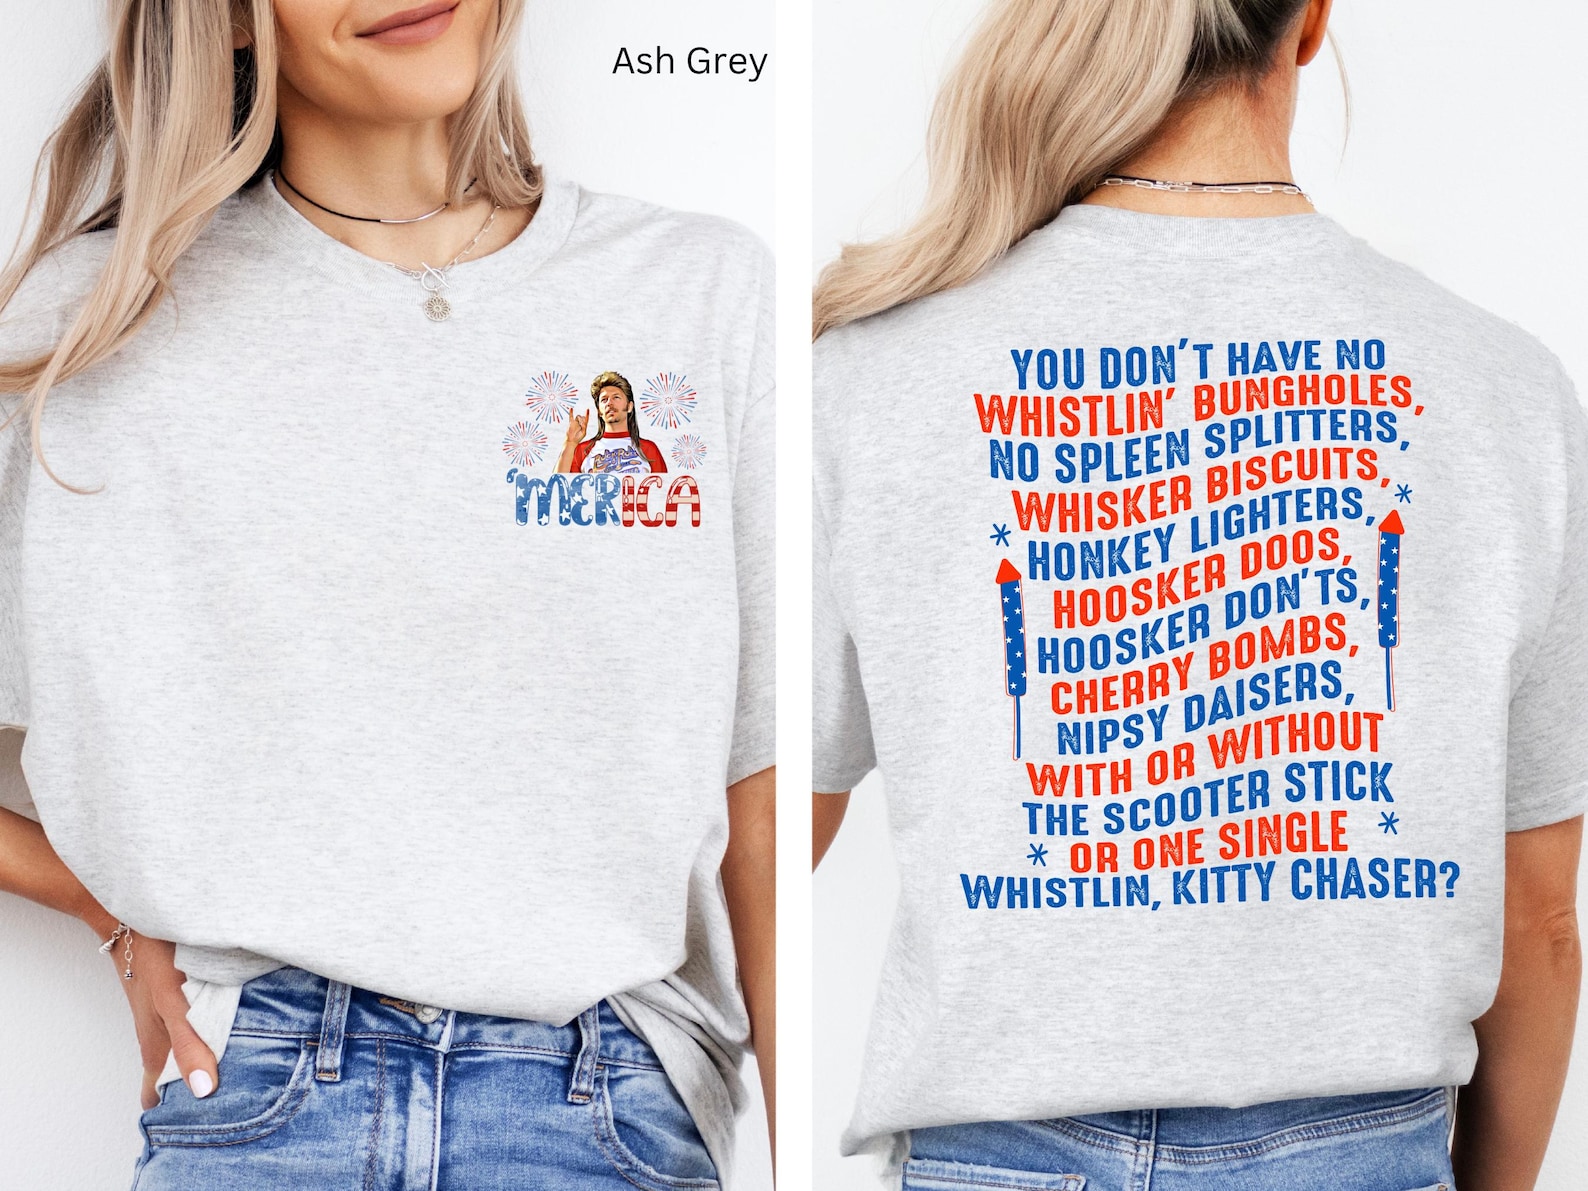 Ash Grey
'MERICA
YOU DON'T HAVE NO
WHISTLIN' BUNGHOLES,
NO SPLEEN SPLITTERS,
WHISKER BISCUITS,
HONKEY LIGHTERS,
HOOSKER DOOS,
HOOSKER DON'TS,
CHERRY BOMBS,
NIPSY DAISERS,
WITH OR WITHOUT
THE SCOOTER STICK
OR ONE SINGLE
WHISTLIN, KITTY CHASER?